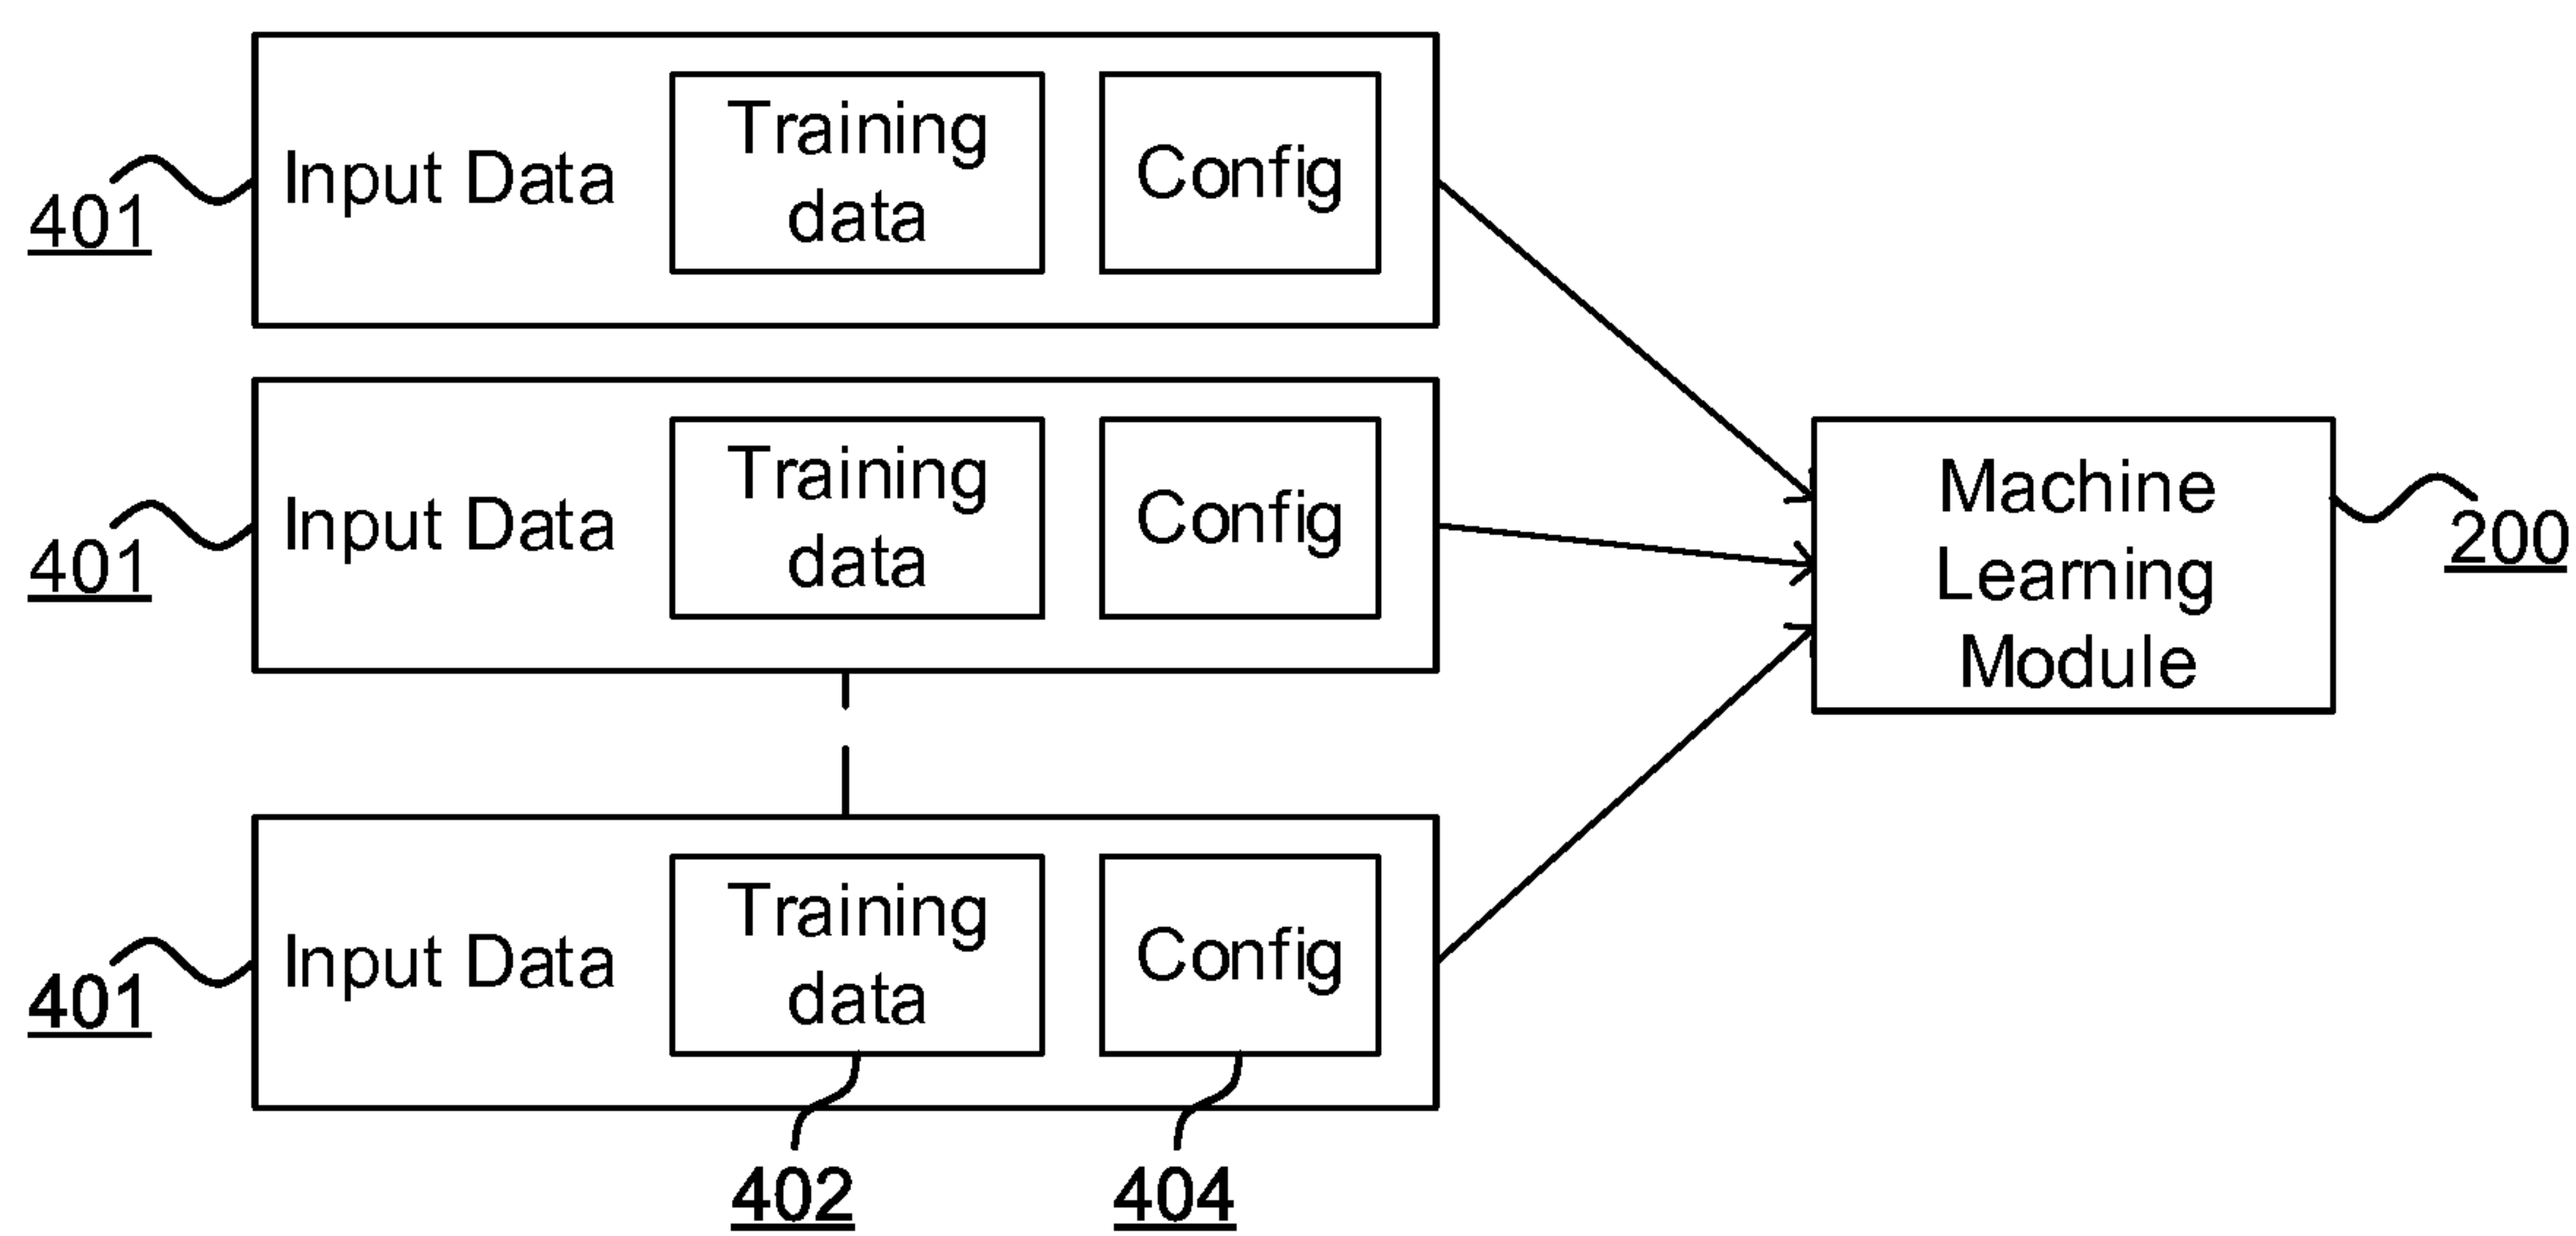 Input Data
Training
data
Config
401
Input Data
Training
data
Config
401
Machine
Learning
Module
200
Input Data
Training
data
Config
401
402
404